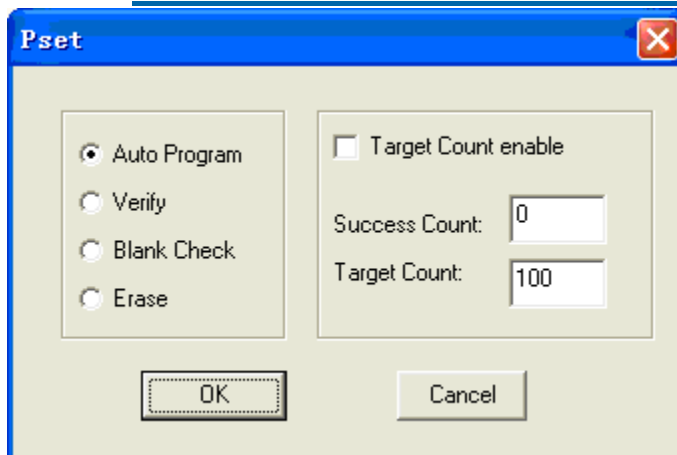 Pset
Auto Program
Verify
Blank Check
Erase
Target Count enable
Success Count: 0
Target Count: 100
OK
Cancel